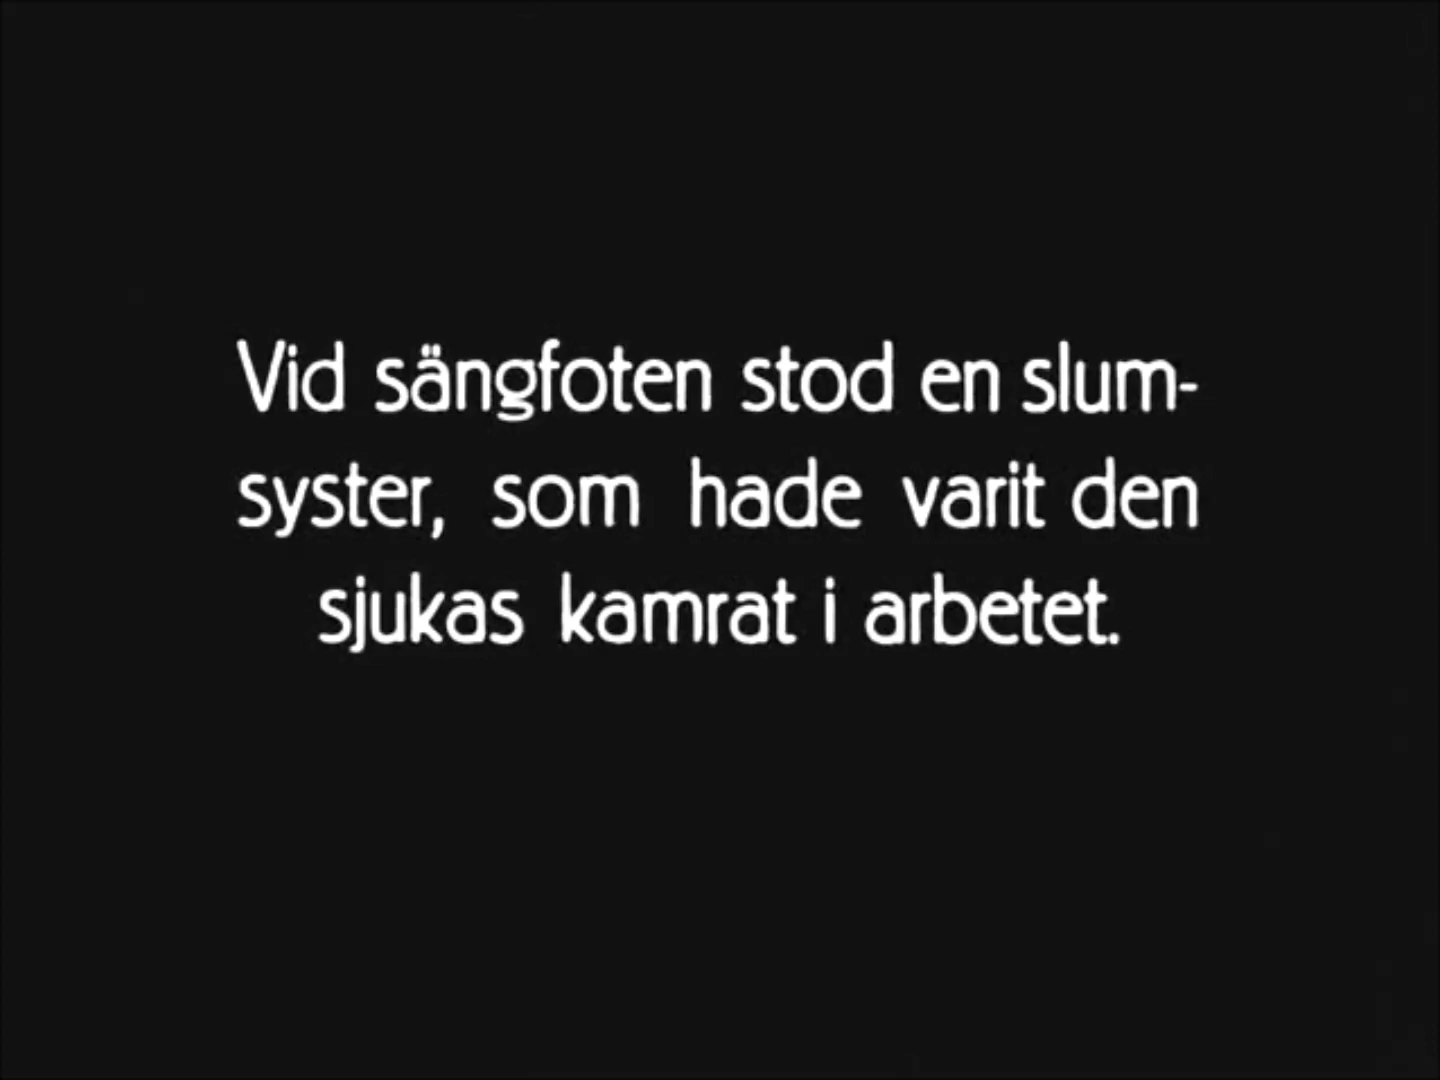 Vid sängfoten stod en slum-
syster, som hade varit den
sjukas kamrat i arbetet.